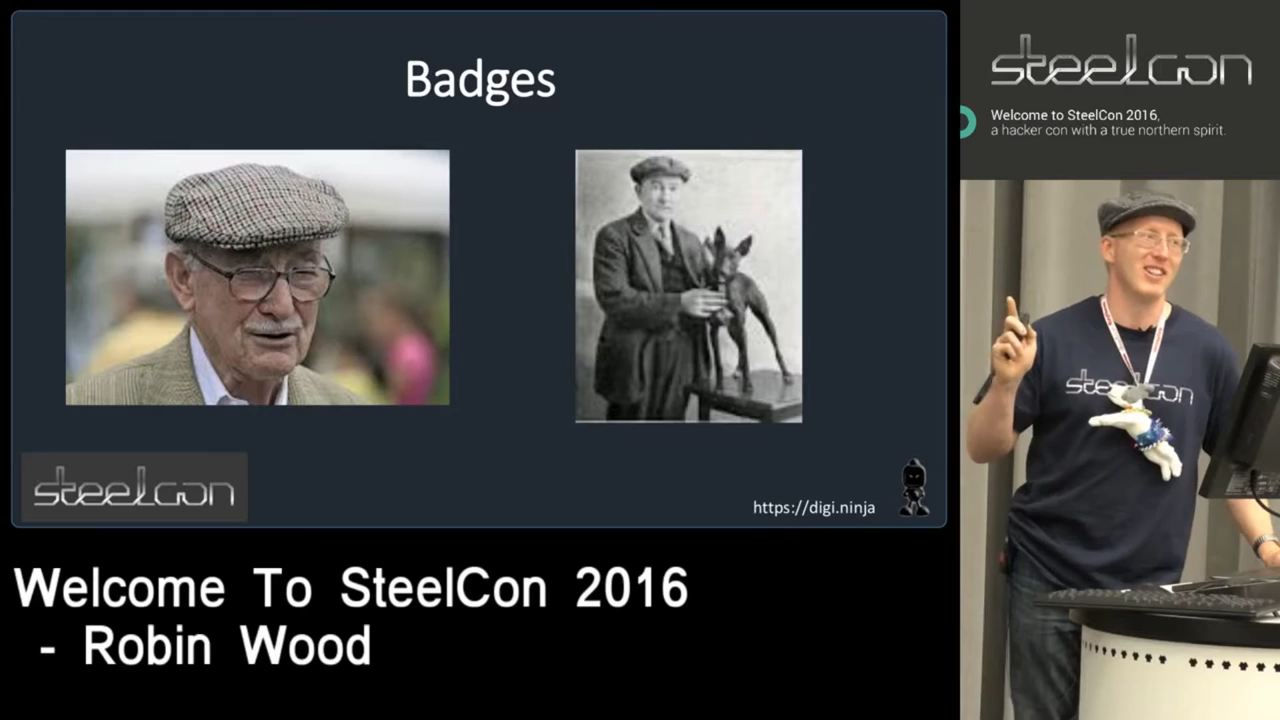 Badges
steelcon
https://digi.ninja
Welcome To SteelCon 2016
- Robin Wood
steelcon
Welcome to SteelCon 2016,
a hacker con with a true northern spirit.
steelcon